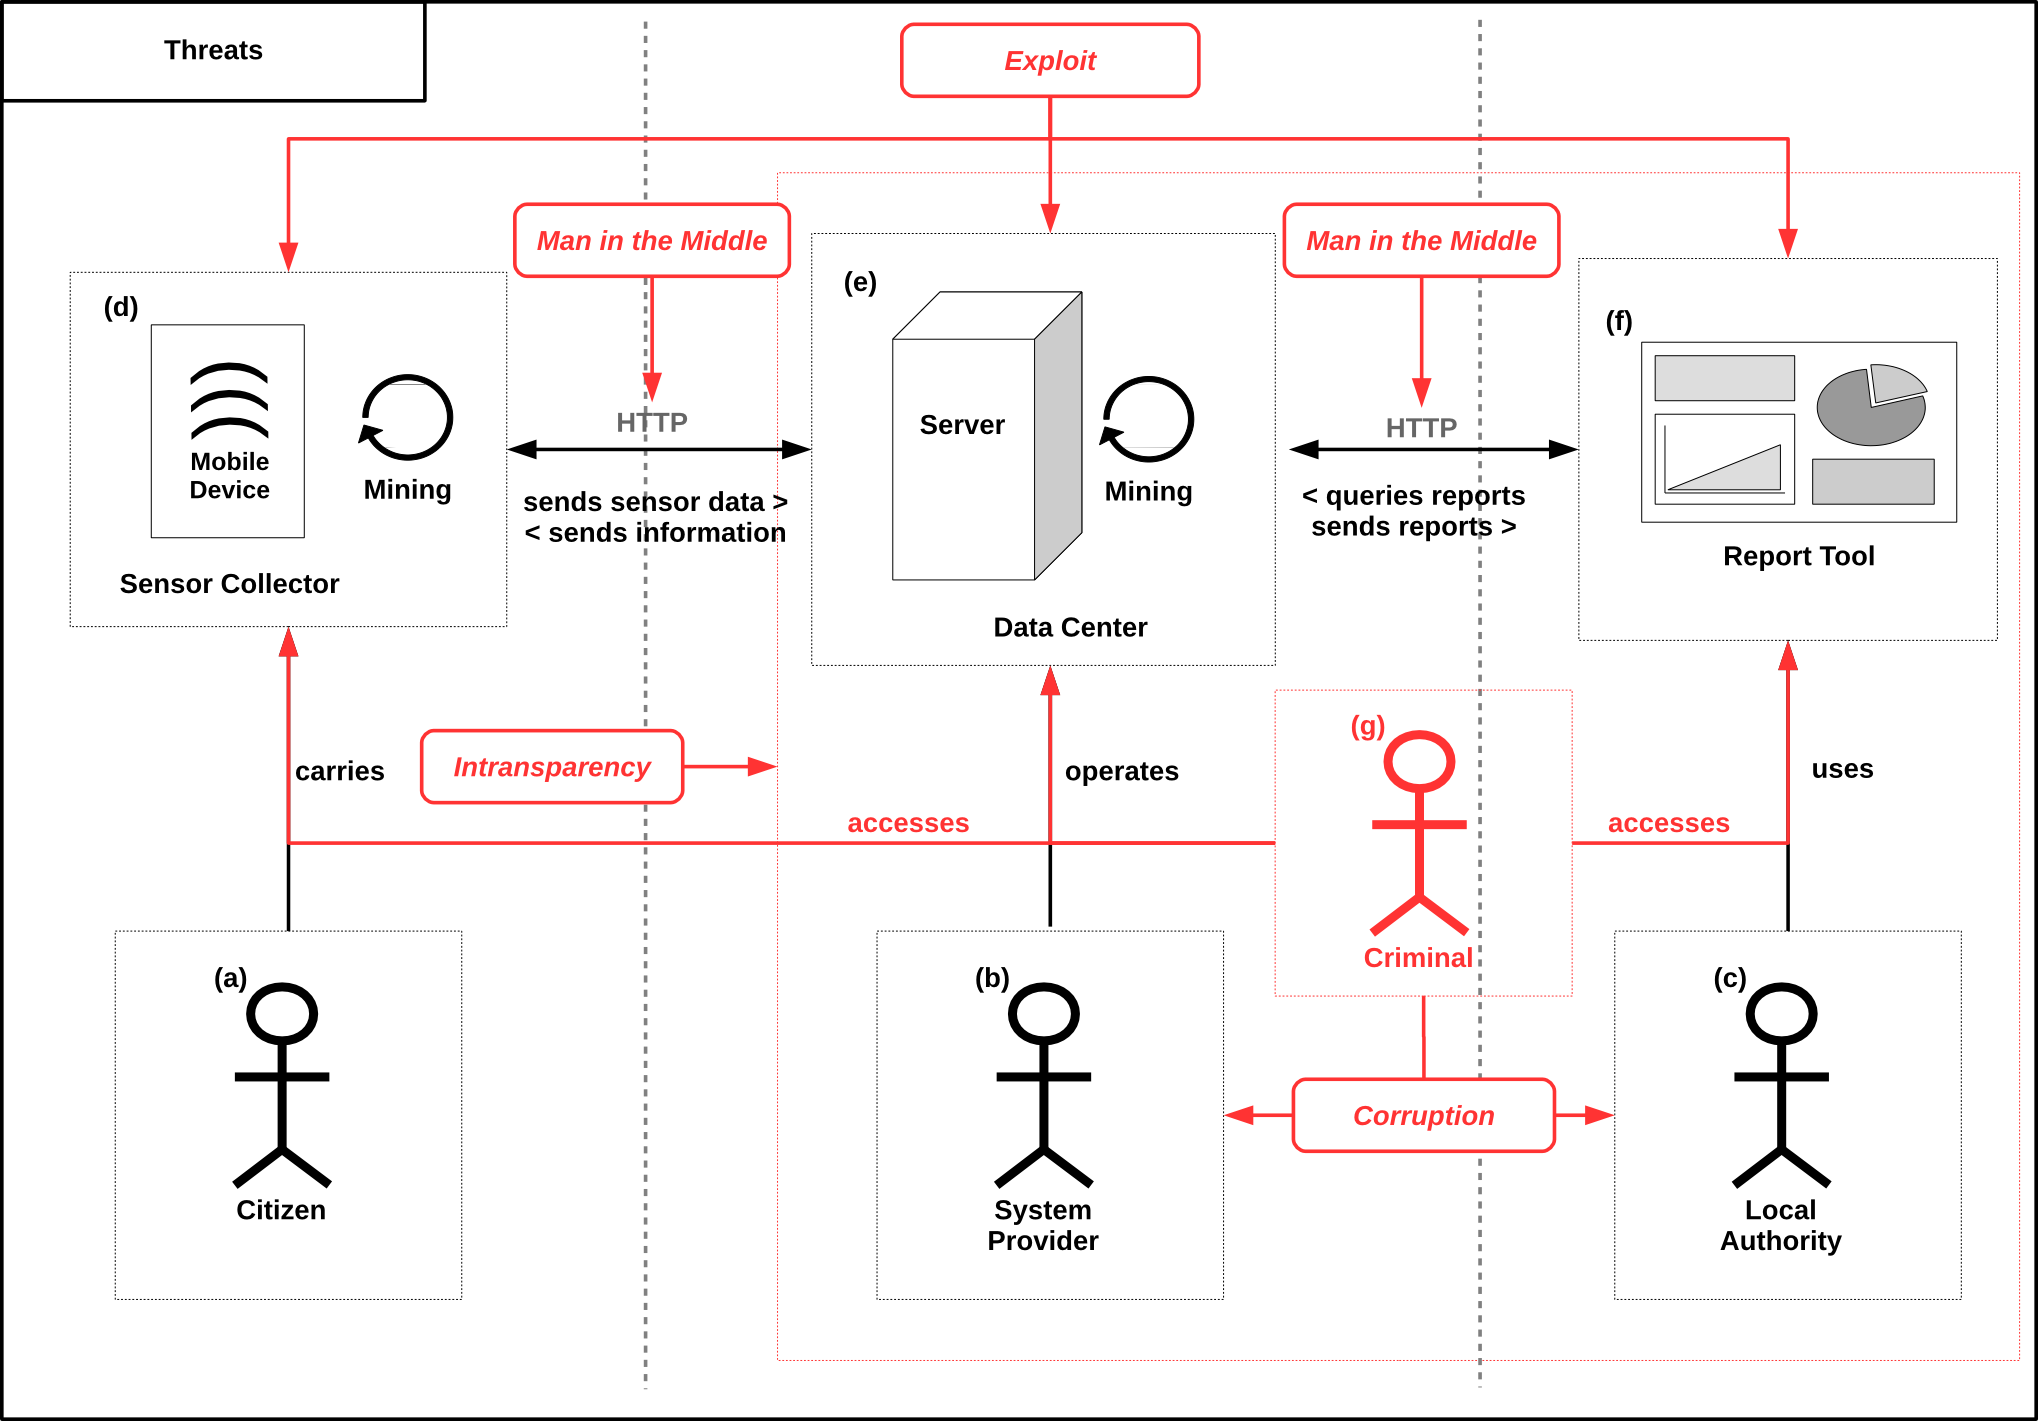 Threats
Exploit
Man in the Middle
Man in the Middle
(d)
(e)
(f)
Mobile
Device
Mining
Sensor Collector
HTTP
sends sensor data >
< sends information
Server
Mining
Data Center
HTTP
< queries reports
sends reports >
Report Tool
carries
Intransparency
operates
uses
accesses
accesses
(g)
Criminal
(a)
Citizen
(b)
System
Provider
Corruption
(c)
Local
Authority